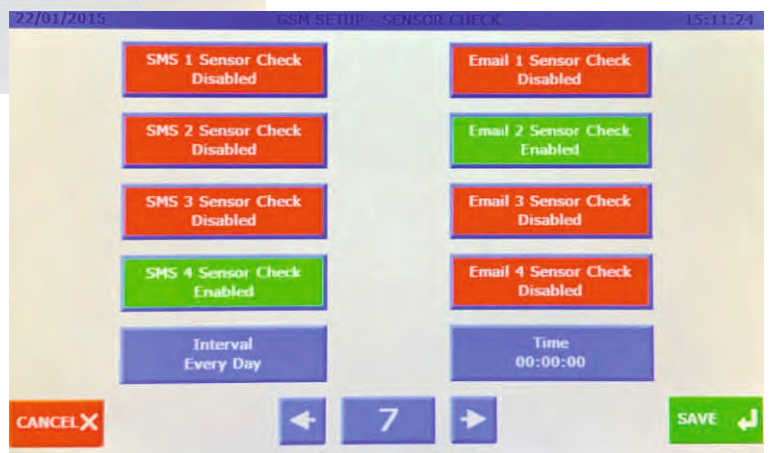 22/01/2015 GSM SETUP - SENSOR CHECK 15:11:24
SMS 1 Sensor Check
Disabled
Email 1 Sensor Check
Disabled
SMS 2 Sensor Check
Disabled
Email 2 Sensor Check
Enabled
SMS 3 Sensor Check
Disabled
Email 3 Sensor Check
Disabled
SMS 4 Sensor Check
Enabled
Email 4 Sensor Check
Disabled
Interval
Every Day
Time
00:00:00
CANCEL X
7
SAVE